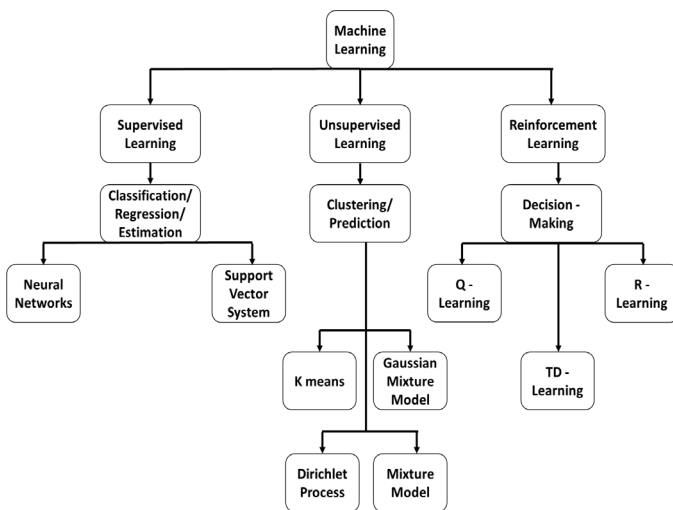 Machine
Learning
Supervised
Learning
Unsupervised
Learning
Reinforcement
Learning
Classification/
Regression/
Estimation
Clustering/
Prediction
Decision -
Making
Neural
Networks
Support
Vector
System
Q -
Learning
R -
Learning
K means
Gaussian
Mixture
Model
TD -
Learning
Dirichlet
Process
Mixture
Model